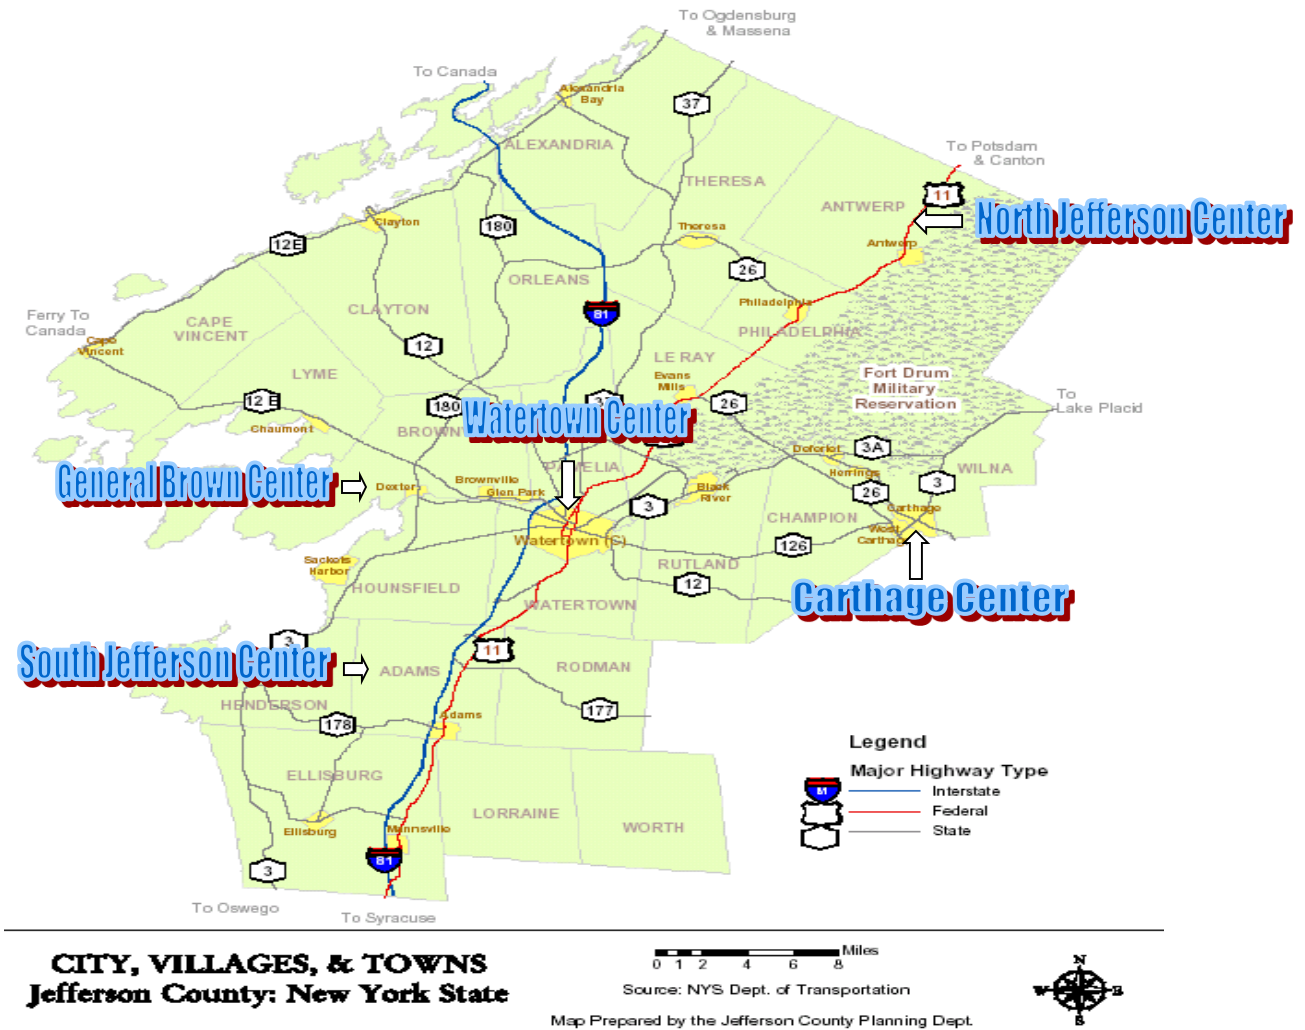 To Ogdensburg
& Massena
To Canada
Alexandria
Bay
37
ALEXANDRIA
To Potsdam
& Canton
THERESA
11
ANTWERP
North Jefferson Center
Clayton
180
Theresa
12E
Antwerp
26
ORLEANS
Philadelphia
CLAYTON
81
Ferry To
Canada
CAPE
VINCENT
PHILADELPHIA
Cape
Vincent
12
LE RAY
LYME
Evans
Mills
Fort Drum
Military
Reservation
To
Lake Placid
12 E
180
37
26
Watertown Center
Chaumont
BROWNV
Deferiet
3A
PAMELIA
Herrings
WILNA
General Brown Center
Dexter
Brownville
Glen Park
Black
River
26
3
3
Carthage
CHAMPION
West
Carthage
Watertown (C)
126
Sackets
Harbor
RUTLAND
HOUNSFIELD
12
Carthage Center
WATERTOWN
3
11
South Jefferson Center
ADAMS
RODMAN
HENDERSON
177
178
Adams
Legend
Major Highway Type
ELLISBURG
M
Interstate
Federal
LORRAINE
State
Ellisburg
Mannsville
WORTH
81
3
To Oswego
To Syracuse
CITY, VILLAGES, & TOWNS
Jefferson County: New York State
Miles
0 1 2 4 6 8
Source: NYS Dept. of Transportation
Map Prepared by the Jefferson County Planning Dept.
N
W E
S